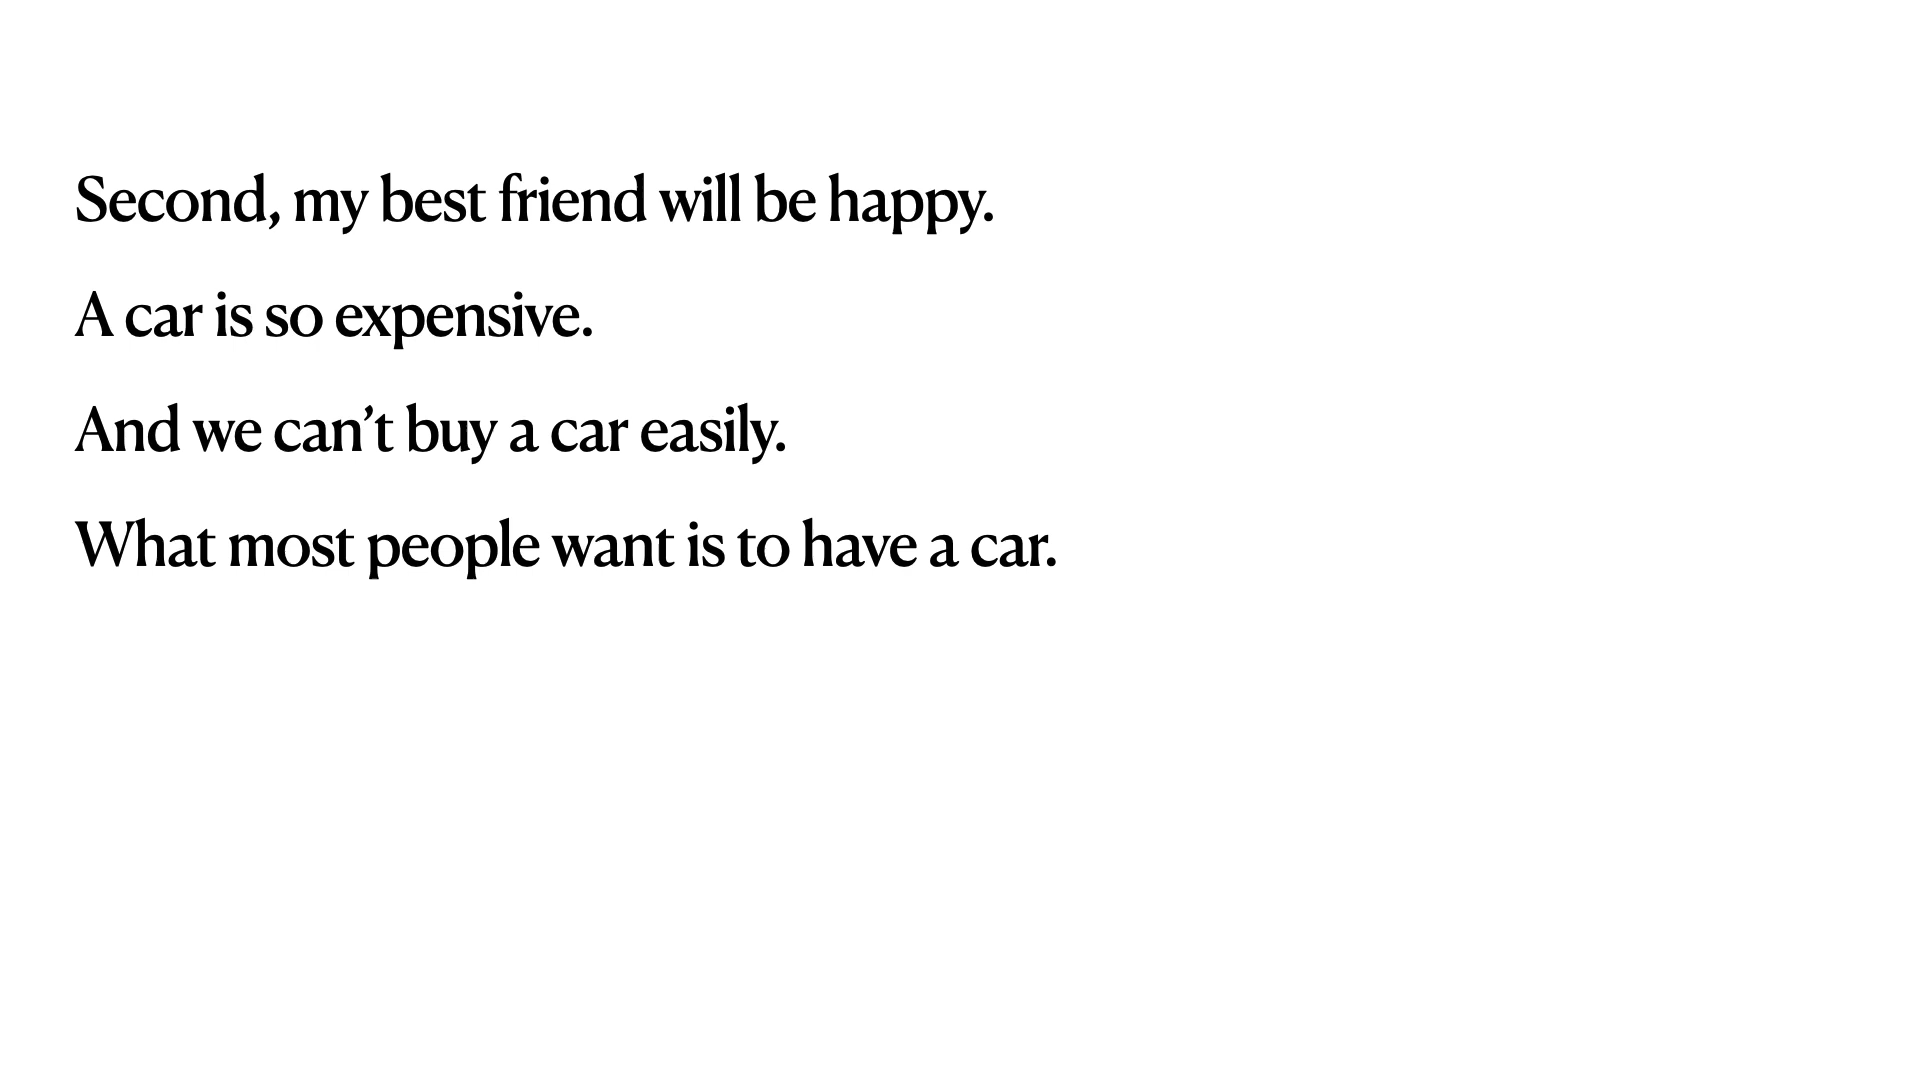 Second, my best friend will be happy.
A car is so expensive.
And we can’t buy a car easily.
What most people want is to have a car.